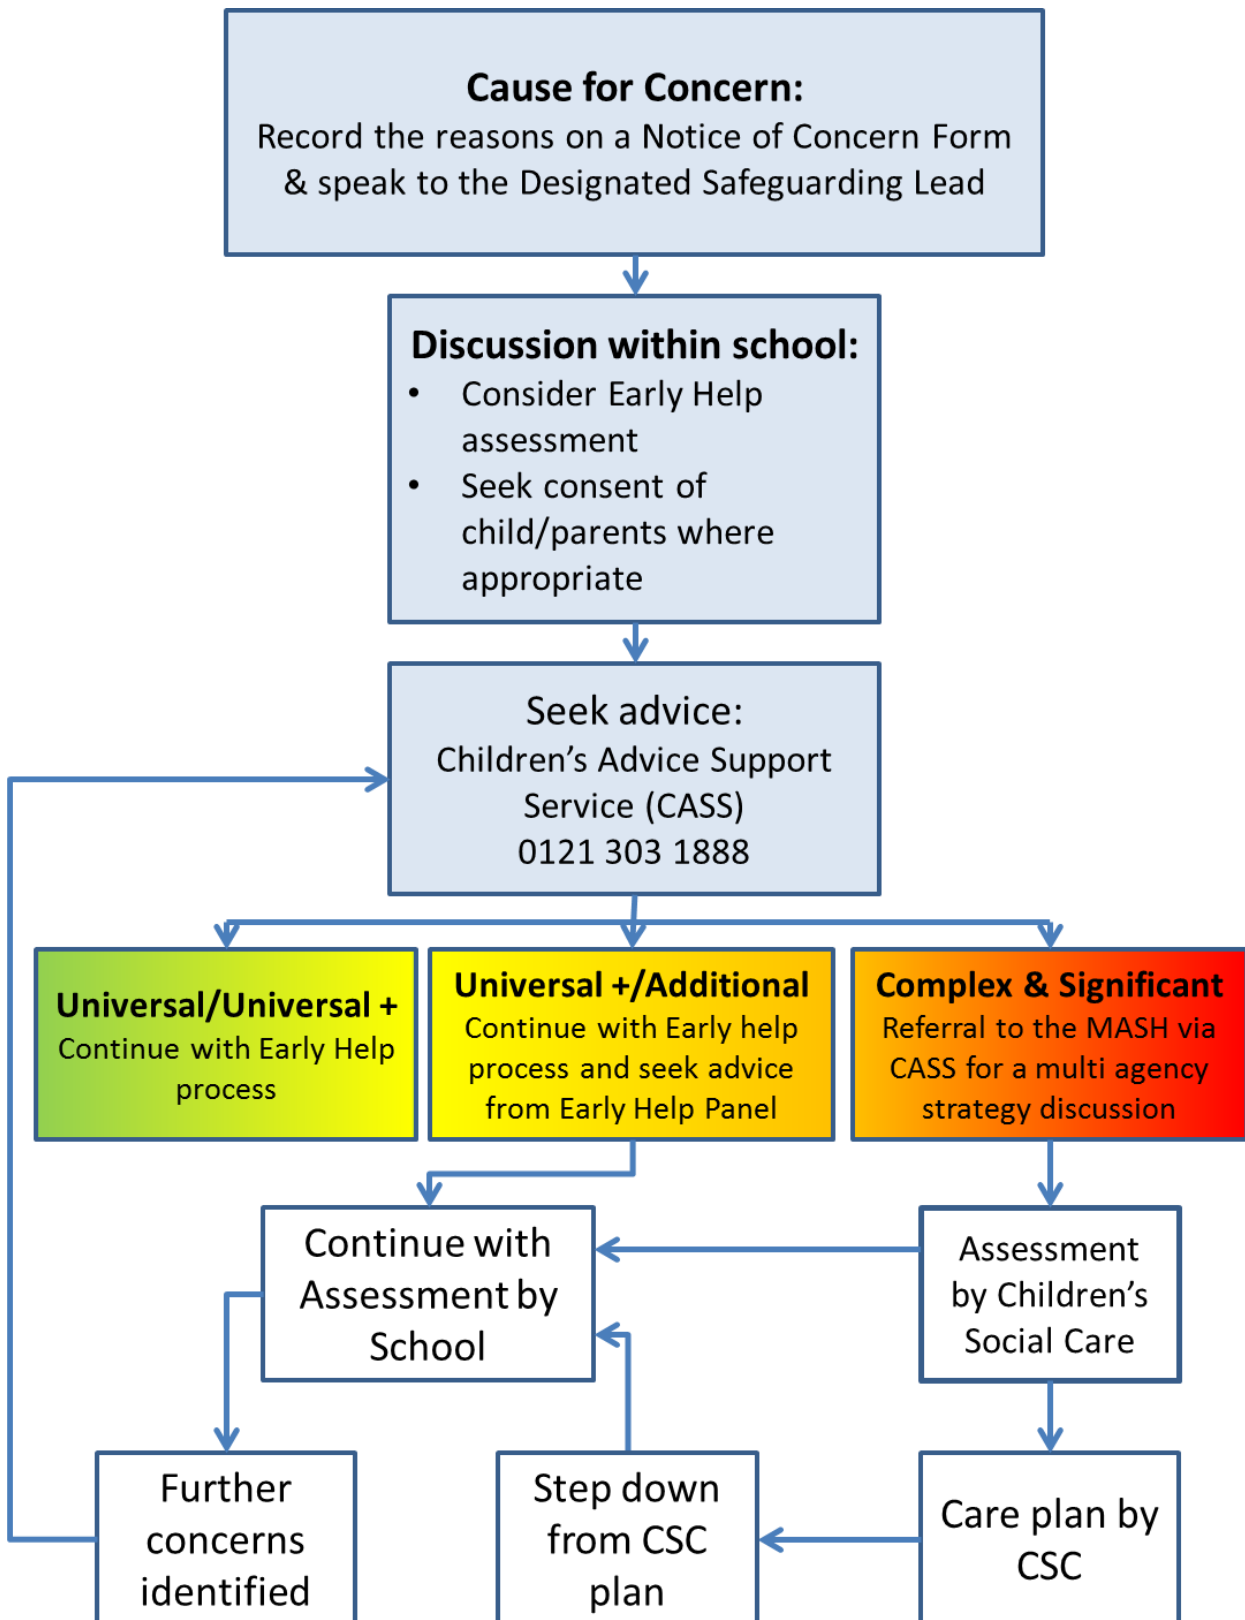 Cause for Concern:
Record the reasons on a Notice of Concern Form
& speak to the Designated Safeguarding Lead
Discussion within school:
• Consider Early Help
assessment
• Seek consent of
child/parents where
appropriate
Seek advice:
Children’s Advice Support
Service (CASS)
0121 303 1888
Universal/Universal +
Continue with Early Help
process
Universal +/Additional
Continue with Early help
process and seek advice
from Early Help Panel
Complex & Significant
Referral to the MASH via
CASS for a multi agency
strategy discussion
Continue with
Assessment by
School
Assessment
by Children’s
Social Care
Further
concerns
identified
Step down
from CSC
plan
Care plan by
CSC